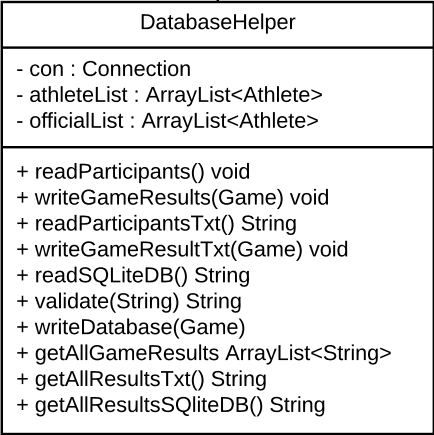 DatabaseHelper
- con : Connection
- athleteList : ArrayList<Athlete>
- officialList : ArrayList<Athlete>
+ readParticipants() void
+ writeGameResults(Game) void
+ readParticipantsTxt() String
+ writeGameResultTxt(Game) void
+ readSQLiteDB() String
+ validate(String) String
+ writeDatabase(Game)
+ getAllGameResults ArrayList<String>
+ getAllResultsTxt() String
+ getAllResultsSQliteDB() String